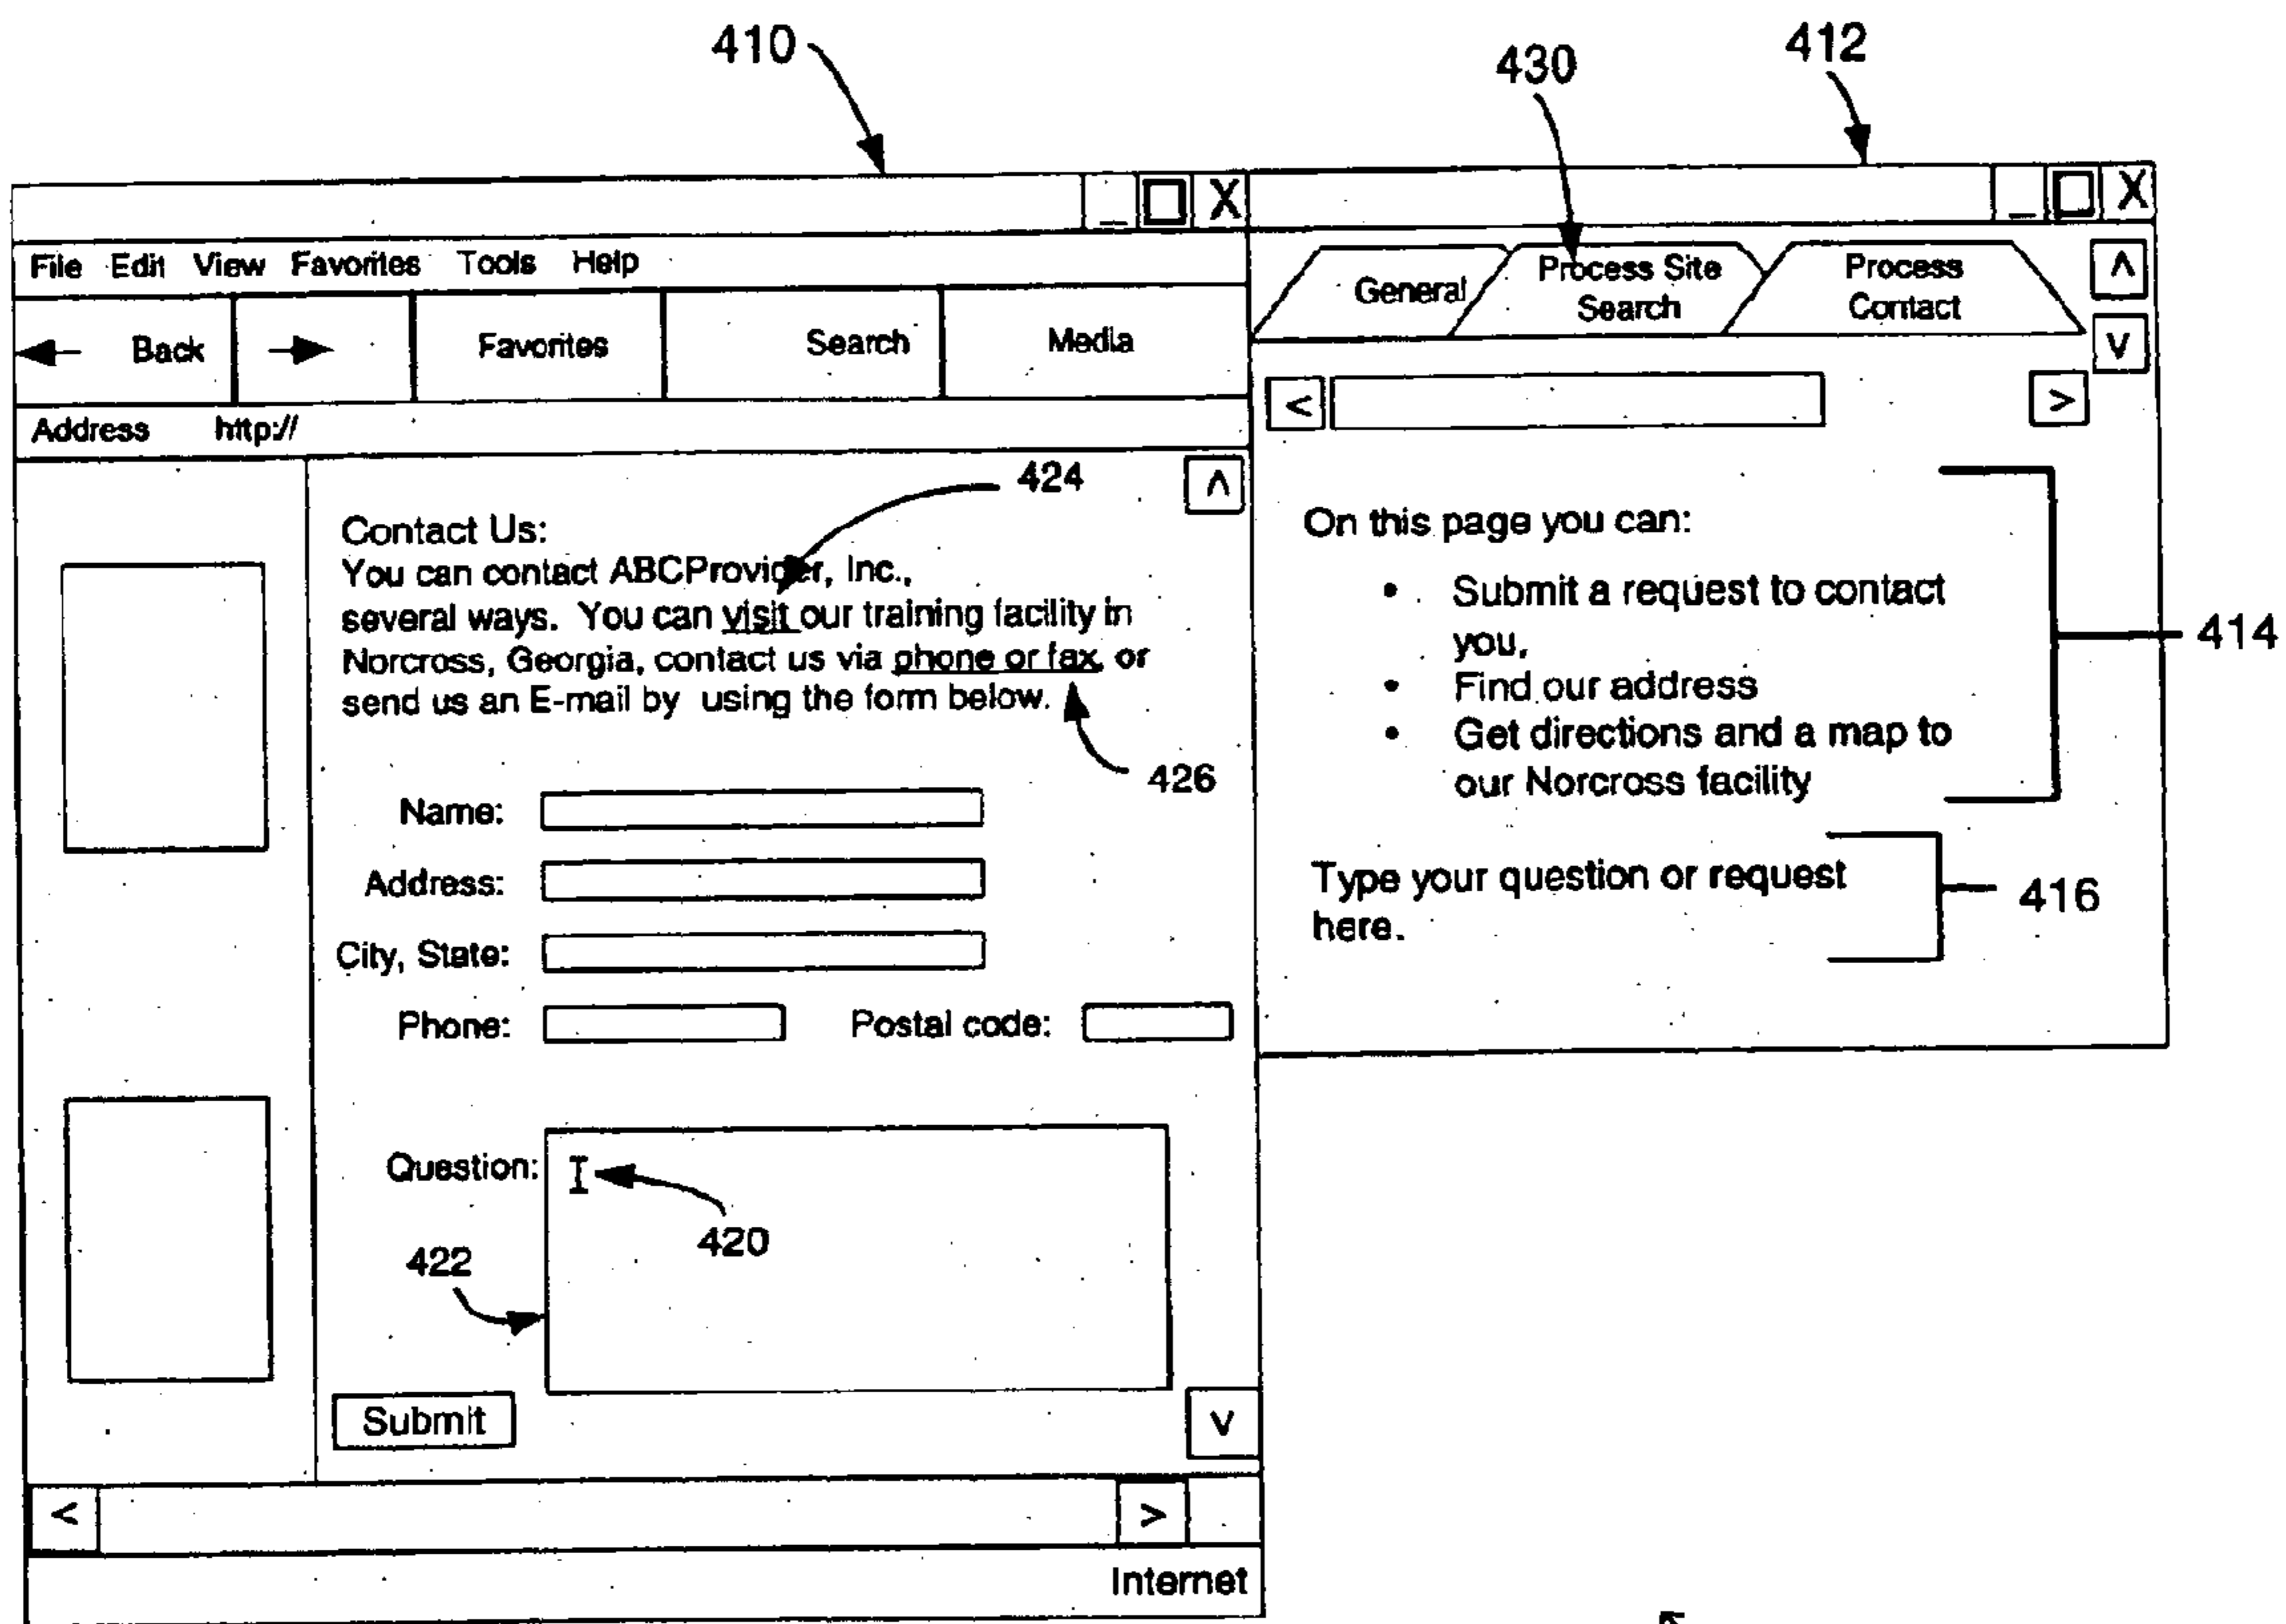 410
430
412
_ □ X
_ □ X
File Edit View Favorites Tools Help
Back
Favorites
Search
Media
Address http://
General
Process Site
Search
Process
Contact
^
v
< >
424
^
Contact Us:
You can contact ABCProvider, Inc.,
several ways. You can visit our training facility in
Norcross, Georgia, contact us via phone or fax, or
send us an E-mail by using the form below.
426
Name:
Address:
City, State:
Phone:
Postal code:
Question:
420
422
Submit
v
< >
Internet
On this page you can:
• Submit a request to contact
you,
• Find our address
• Get directions and a map to
our Norcross facility
414
Type your question or request
here.
416